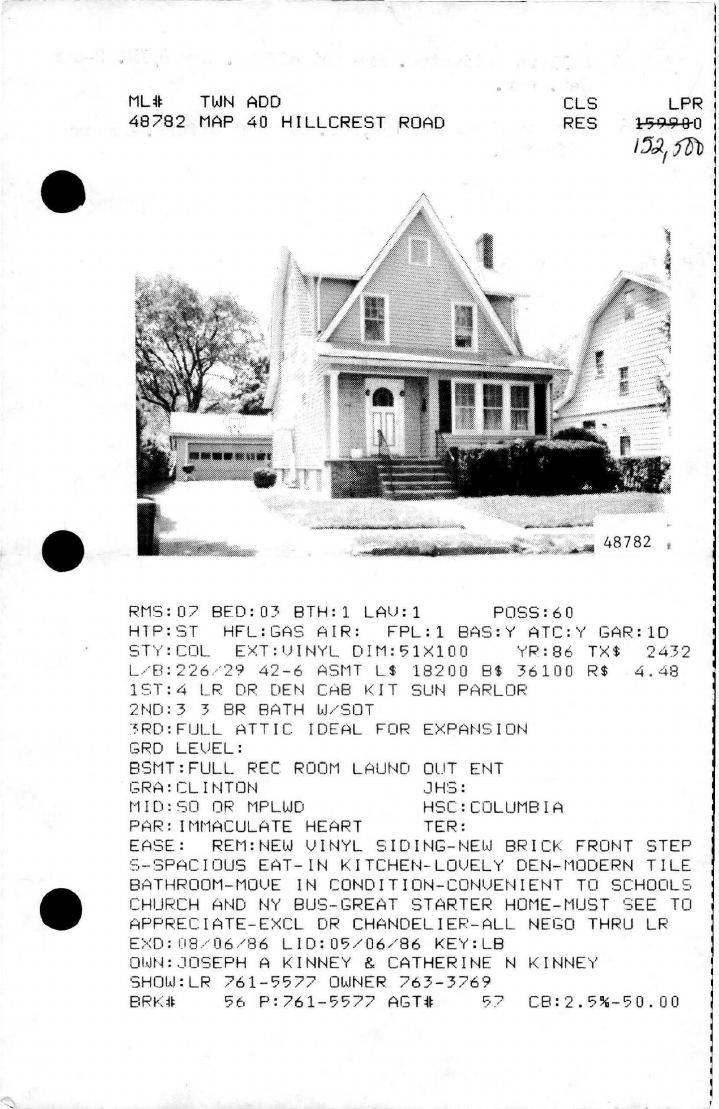 ML# TWN ADD CLS LPR
48782 MAP 40 HILLCREST ROAD RES 159900
152,500
48782
RMS:07 BED:03 BTH:1 LAV:1 POSS:60
HTP:ST HFL:GAS AIR: FPL:1 BAS:Y ATC:Y GAR:1D
STY:COL EXT:VINYL DIM:51X100 YR:86 TX$ 2432
L/B:226/29 42-6 ASMT L$ 18200 B$ 36100 R$ 4.48
1ST:4 LR DR DEN CAB KIT SUN PARLOR
2ND:3 3 BR BATH W/SOT
3RD:FULL ATTIC IDEAL FOR EXPANSION
GRD LEVEL:
BSMT:FULL REC ROOM LAUND OUT ENT
GRA:CLINTON JHS:
MID:SO OR MPLWD HSC:COLUMBIA
PAR:IMMACULATE HEART TER:
EASE: REM:NEW VINYL SIDING-NEW BRICK FRONT STEP
S-SPACIOUS EAT-IN KITCHEN-LOVELY DEN-MODERN TILE
BATHROOM-MOVE IN CONDITION-CONVENIENT TO SCHOOLS
CHURCH AND NY BUS-GREAT STARTER HOME-MUST SEE TO
APPRECIATE-EXCL DR CHANDELIER-ALL NEGO THRU LR
EXD:08/06/86 LID:05/06/86 KEY:LB
OWN:JOSEPH A KINNEY & CATHERINE N KINNEY
SHOW:LR 761-5577 OWNER 763-3769
BRK# 56 P:761-5577 AGT# 57 CB:2.5%-50.00